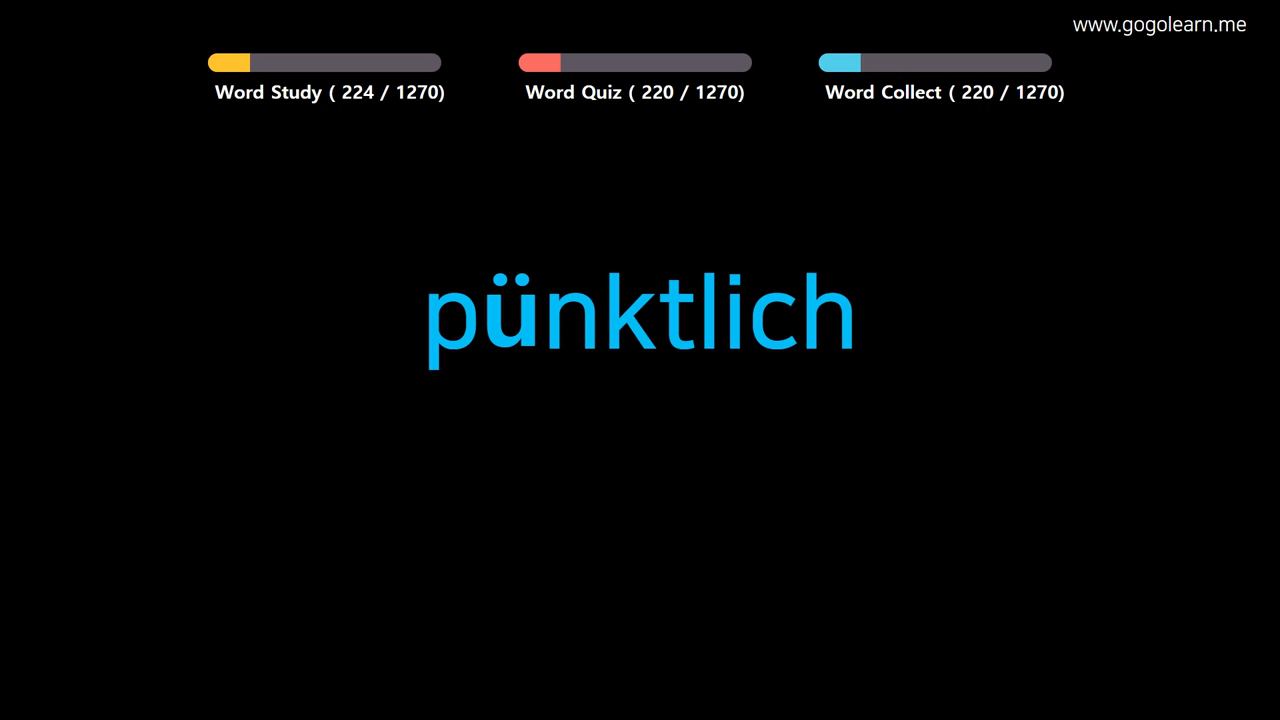 www.gogolearn.me
Word Study ( 224 / 1270)
Word Quiz ( 220 / 1270)
Word Collect ( 220 / 1270)
pünktlich